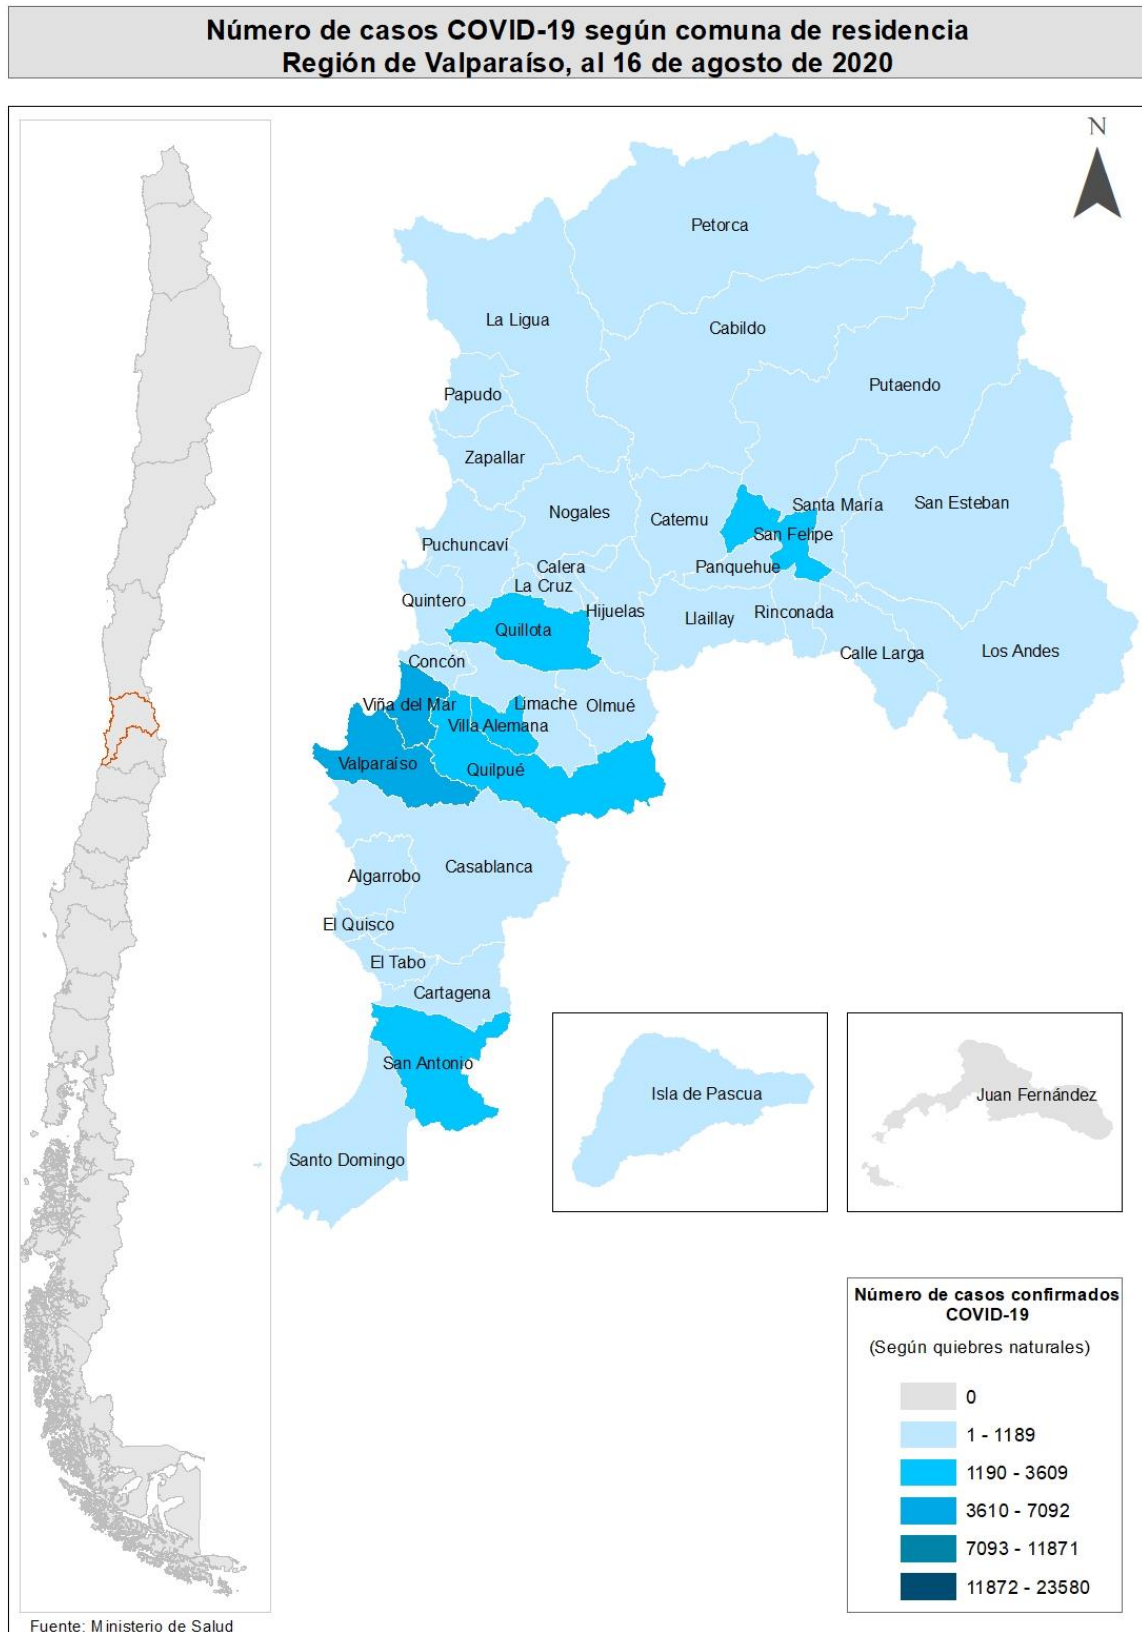 Número de casos COVID-19 según comuna de residencia
Región de Valparaíso, al 16 de agosto de 2020
N
Petorca
La Ligua
Cabildo
Putaendo
Papudo
Zapallar
Santa María
San Esteban
Nogales
Catemu
San Felipe
Puchuncaví
Calera
Panquehue
La Cruz
Quintero
Hijuelas
Llaillay
Rinconada
Quillota
Calle Larga
Los Andes
Concón
Viña del Mar
Limache
Olmué
Villa Alemana
Valparaíso
Quilpué
Casablanca
Algarrobo
El Quisco
El Tabo
Cartagena
San Antonio
Isla de Pascua
Juan Fernández
Santo Domingo
Número de casos confirmados
COVID-19
(Según quiebres naturales)
0
1 - 1189
1190 - 3609
3610 - 7092
7093 - 11871
11872 - 23580
Fuente: Ministerio de Salud